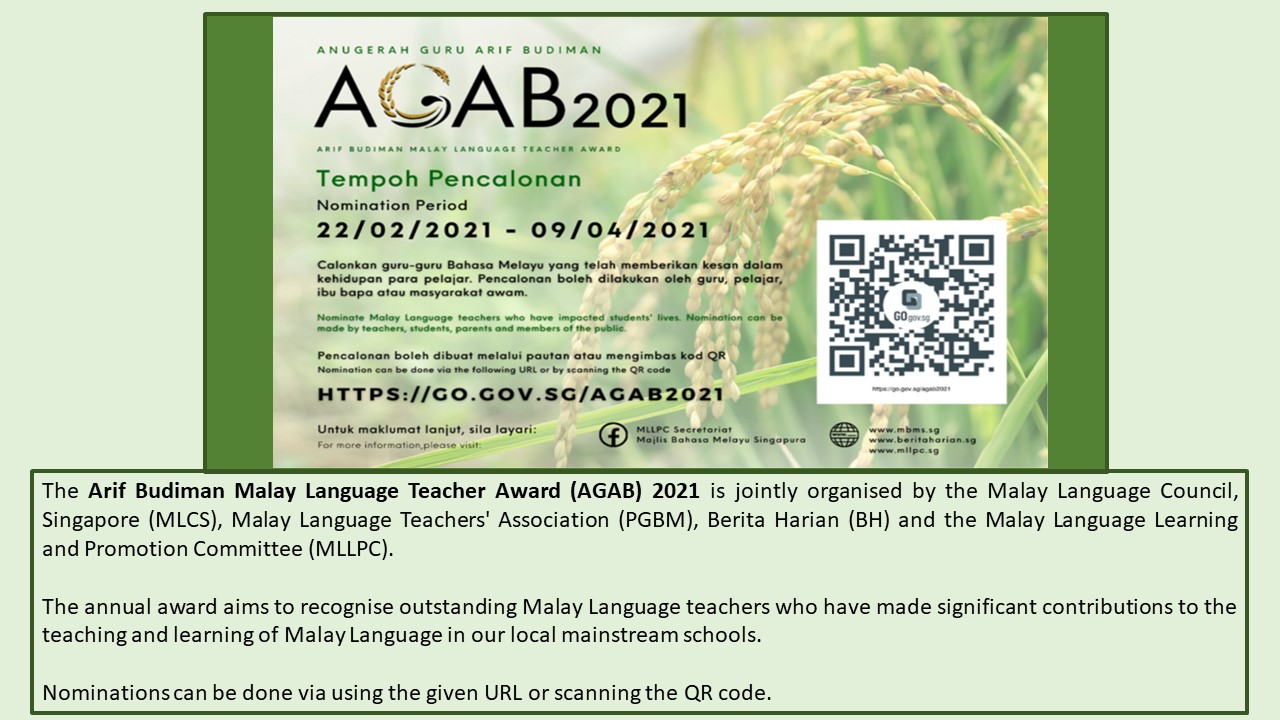 ANUGERAH GURU ARIF BUDIMAN
AGAB2021
ARIF BUDIMAN MALAY LANGUAGE TEACHER AWARD
Tempoh Pencalonan
Nomination Period
22/02/2021 - 09/04/2021
Calonkan guru-guru Bahasa Melayu yang telah memberikan kesan dalam
kehidupan para pelajar. Pencalonan boleh dilakukan oleh guru, pelajar,
ibu bapa atau masyarakat awam.
Nominate Malay Language teachers who have impacted students' lives. Nomination can be
made by teachers, students, parents and members of the public.
Pencalonan boleh dibuat melalui pautan atau mengimbas kod QR
Nomination can be done via the following URL or by scanning the QR code
HTTPS://GO.GOV.SG/AGAB2021
GO gov.sg
https://go.gov.sg/agab2021
Untuk maklumat lanjut, sila layari:
For more information,please visit:
MLLPC Secretariat
Majlis Bahasa Melayu Singapura
www.mbms.sg
www.beritaharian.sg
www.mllpc.sg
The Arif Budiman Malay Language Teacher Award (AGAB) 2021 is jointly organised by the Malay Language Council,
Singapore (MLCS), Malay Language Teachers' Association (PGBM), Berita Harian (BH) and the Malay Language Learning
and Promotion Committee (MLLPC).
The annual award aims to recognise outstanding Malay Language teachers who have made significant contributions to the
teaching and learning of Malay Language in our local mainstream schools.
Nominations can be done via using the given URL or scanning the QR code.